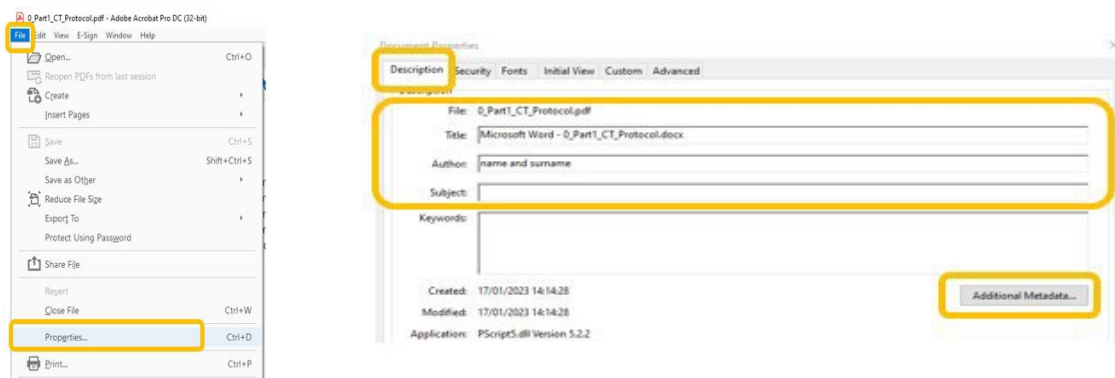 0_Part1_CT_Protocol.pdf - Adobe Acrobat Pro DC (32-bit)
File Edit View E-Sign Window Help
Open... Ctrl+O
Reopen PDFs from last session
Create
Insert Pages
Save Ctrl+S
Save As... Shift+Ctrl+S
Save as Other
Reduce File Size
Export To
Protect Using Password
Share File
Revert
Close File Ctrl+W
Properties... Ctrl+D
Print... Ctrl+P
Document Properties
Description Security Fonts Initial View Custom Advanced
Description
File: 0_Part1_CT_Protocol.pdf
Title: Microsoft Word - 0_Part1_CT_Protocol.docx
Author: name and surname
Subject:
Keywords:
Created: 17/01/2023 14:14:28
Additional Metadata...
Modified: 17/01/2023 14:14:28
Application: PScript5.dll Version 5.2.2